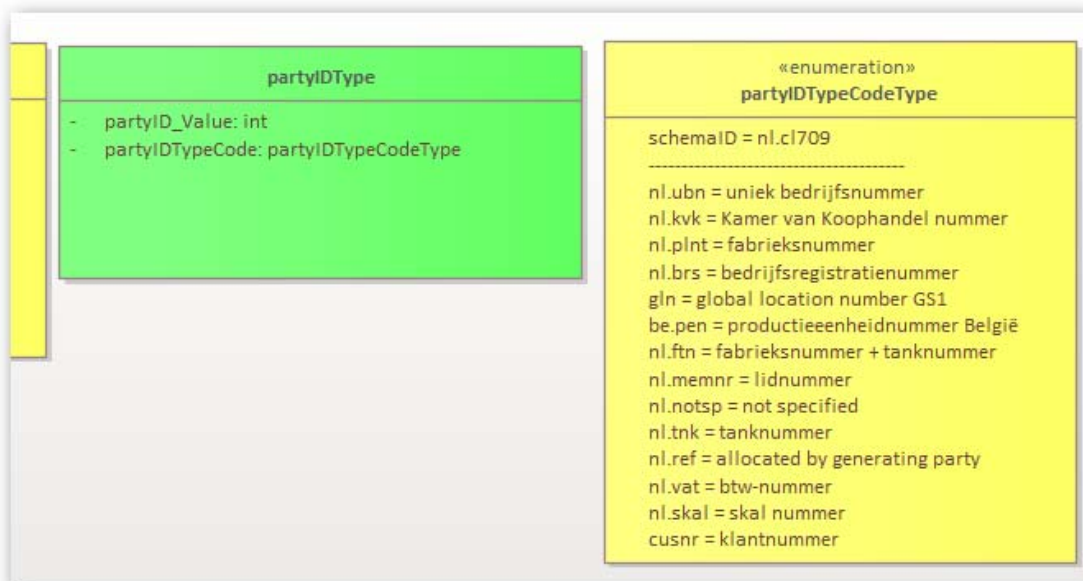 partyIDType
- partyID_Value: int
- partyIDTypeCode: partyIDTypeCodeType
«enumeration»
partyIDTypeCodeType
schemaID = nl.cl709
---------------------------------------
nl.ubn = uniek bedrijfsnummer
nl.kvk = Kamer van Koophandel nummer
nl.plnt = fabrieksnummer
nl.brs = bedrijfsregistratienummer
gln = global location number GS1
be.pen = productieeenheidnummer België
nl.ftn = fabrieksnummer + tanknummer
nl.memnr = lidnummer
nl.notsp = not specified
nl.tnk = tanknummer
nl.ref = allocated by generating party
nl.vat = btw-nummer
nl.skal = skal nummer
cusnr = klantnummer